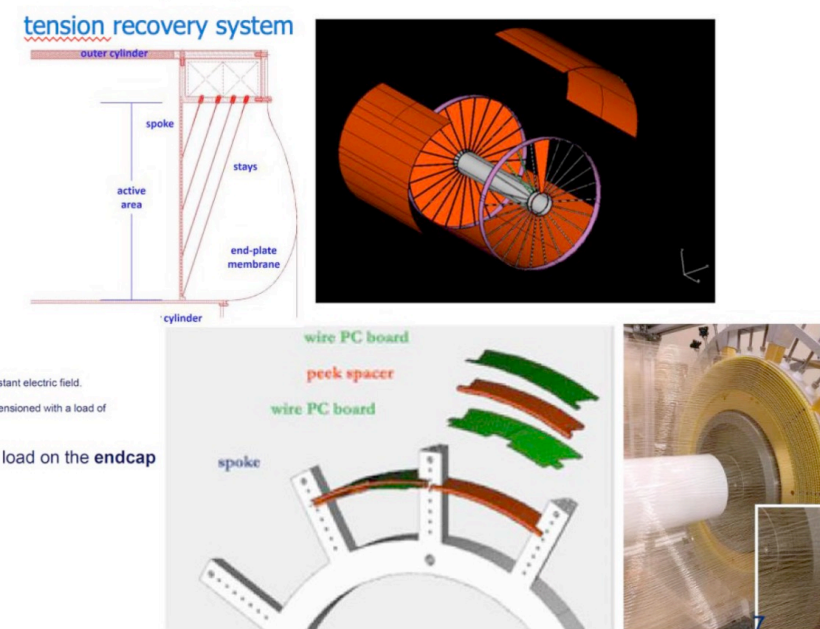 tension recovery system
outer cylinder
spoke
stays
active
area
end-plate
membrane
cylinder
wire PC board
peek spacer
wire PC board
spoke
stant electric field.
ensioned with a load of
load on the endcap
7